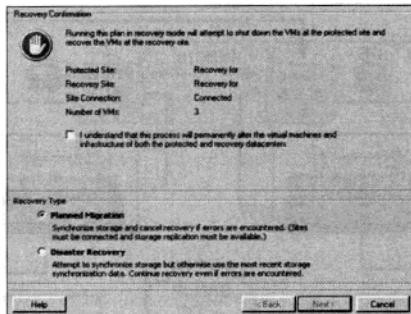 Recovery Confirmation
Running this plan in recovery mode will attempt to shut down the VMs at the protected site and
recover the VMs at the recovery site.
Protected Site: Recovery for
Recovery Site: Recovery for
Site Connection: Connected
Number of VMs: 3
I understand that this process will permanently alter the virtual machines and
infrastructure of both the protected and recovery datacenters
Recovery Type
Planned Migration
Synchronize storage and cancel recovery if errors are encountered. (Sites
must be connected and storage replication must be available.)
Disaster Recovery
Attempt to synchronize storage but otherwise use the most recent storage
synchronization data. Continue recovery even if errors are encountered.
Help < Back Next > Cancel